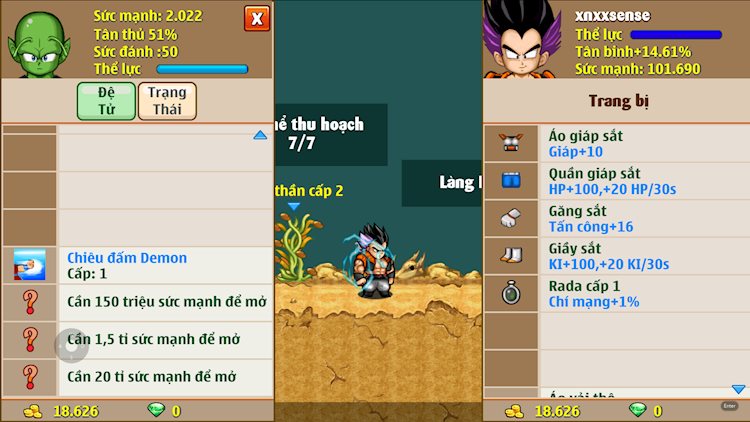 Sức mạnh: 2.022
Tân thủ 51%
Sức đánh :50
Thể lực
X
Đệ
Tử
Trạng
Thái
Chiêu đấm Demon
Cấp: 1
Cần 150 triệu sức mạnh để mở
Cần 1,5 tỉ sức mạnh để mở
Cần 20 tỉ sức mạnh để mở
18.626
0
thu hoạch
7/7
Làng
thần cấp 2
xnxxsense
Thể lực
Tân binh+14.61%
Sức mạnh: 101.690
Trang bị
Áo giáp sắt
Giáp+10
Quần giáp sắt
HP+100,+20 HP/30s
Găng sắt
Tấn công+16
Giầy sắt
KI+100,+20 KI/30s
Rada cấp 1
Chí mạng+1%
Enter
18.626
0